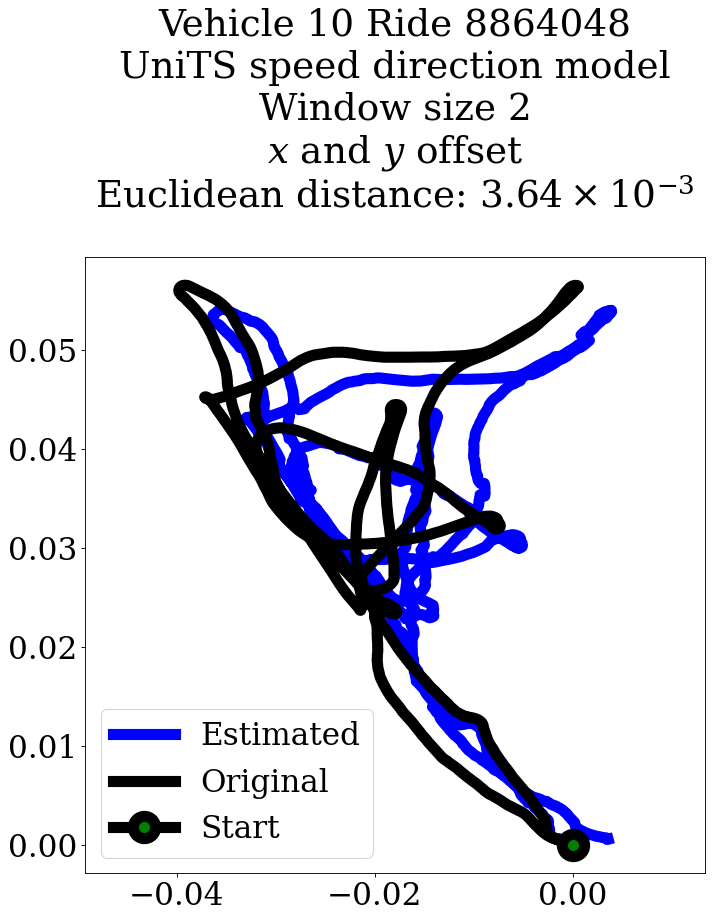 Vehicle 10 Ride 8864048
UniTS speed direction model
Window size 2
x and y offset
Euclidean distance: 3.64 × 10⁻³
0.05
0.04
0.03
0.02
0.01
0.00
Estimated
Original
Start
−0.04
−0.02
0.00